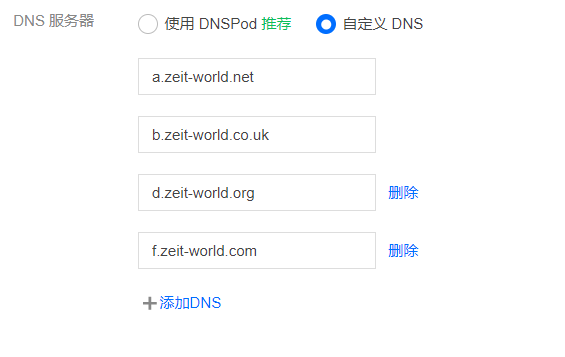 DNS 服务器 使用 DNSPod 推荐 自定义 DNS
a.zeit-world.net
b.zeit-world.co.uk
d.zeit-world.org 删除
f.zeit-world.com 删除
添加DNS